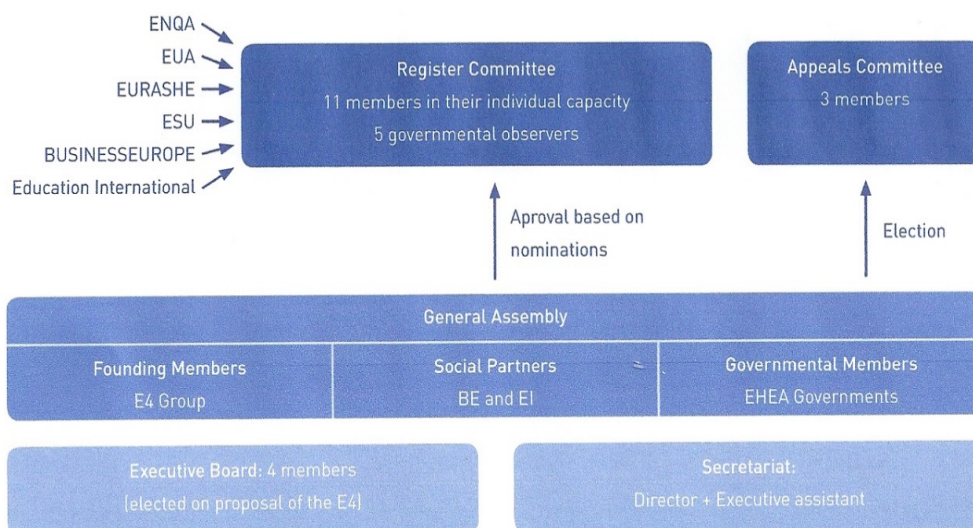 ENQA
EUA
EURASHE
ESU
BUSINESSEUROPE
Education International
Register Committee
11 members in their individual capacity
5 governmental observers
Appeals Committee
3 members
Aproval based on
nominations
Election
General Assembly
Founding Members
E4 Group
Social Partners
BE and EI
Governmental Members
EHEA Governments
Executive Board: 4 members
(elected on proposal of the E4)
Secretariat:
Director + Executive assistant